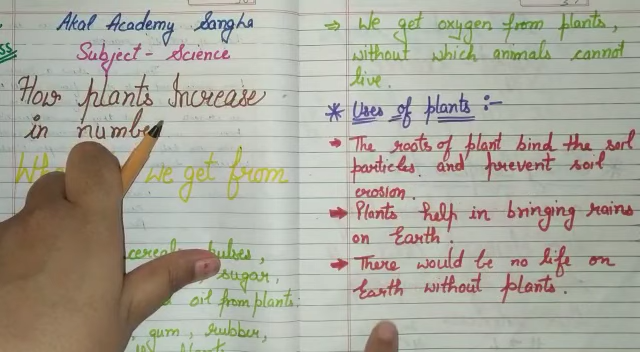 Akal Academy Sangha
ss
Subject - Science
How plants Increase
in number
we get from
cereals, pulses,
sugar,
oil from plants.
gum, rubber,
⇒ We get oxygen from plants,
without which animals cannot
live.
* Uses of plants :-
→ The roots of plant bind the soil
particles and prevent soil
erosion.
→ Plants help in bringing rains
on Earth.
→ There would be no life on
Earth without plants.